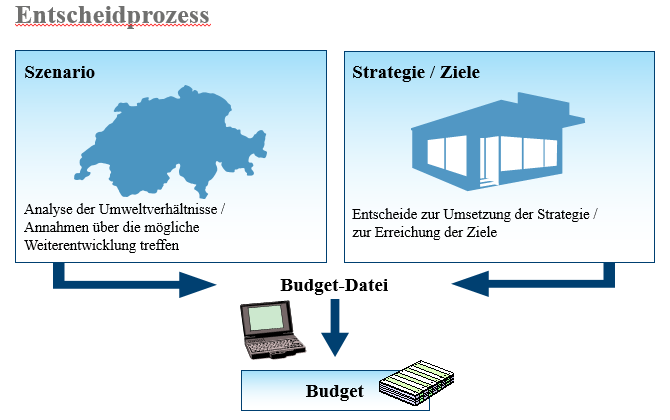 Entscheidprozess
Szenario
Analyse der Umweltverhältnisse /
Annahmen über die mögliche
Weiterentwicklung treffen
Strategie / Ziele
Entscheide zur Umsetzung der Strategie /
zur Erreichung der Ziele
Budget-Datei
Budget